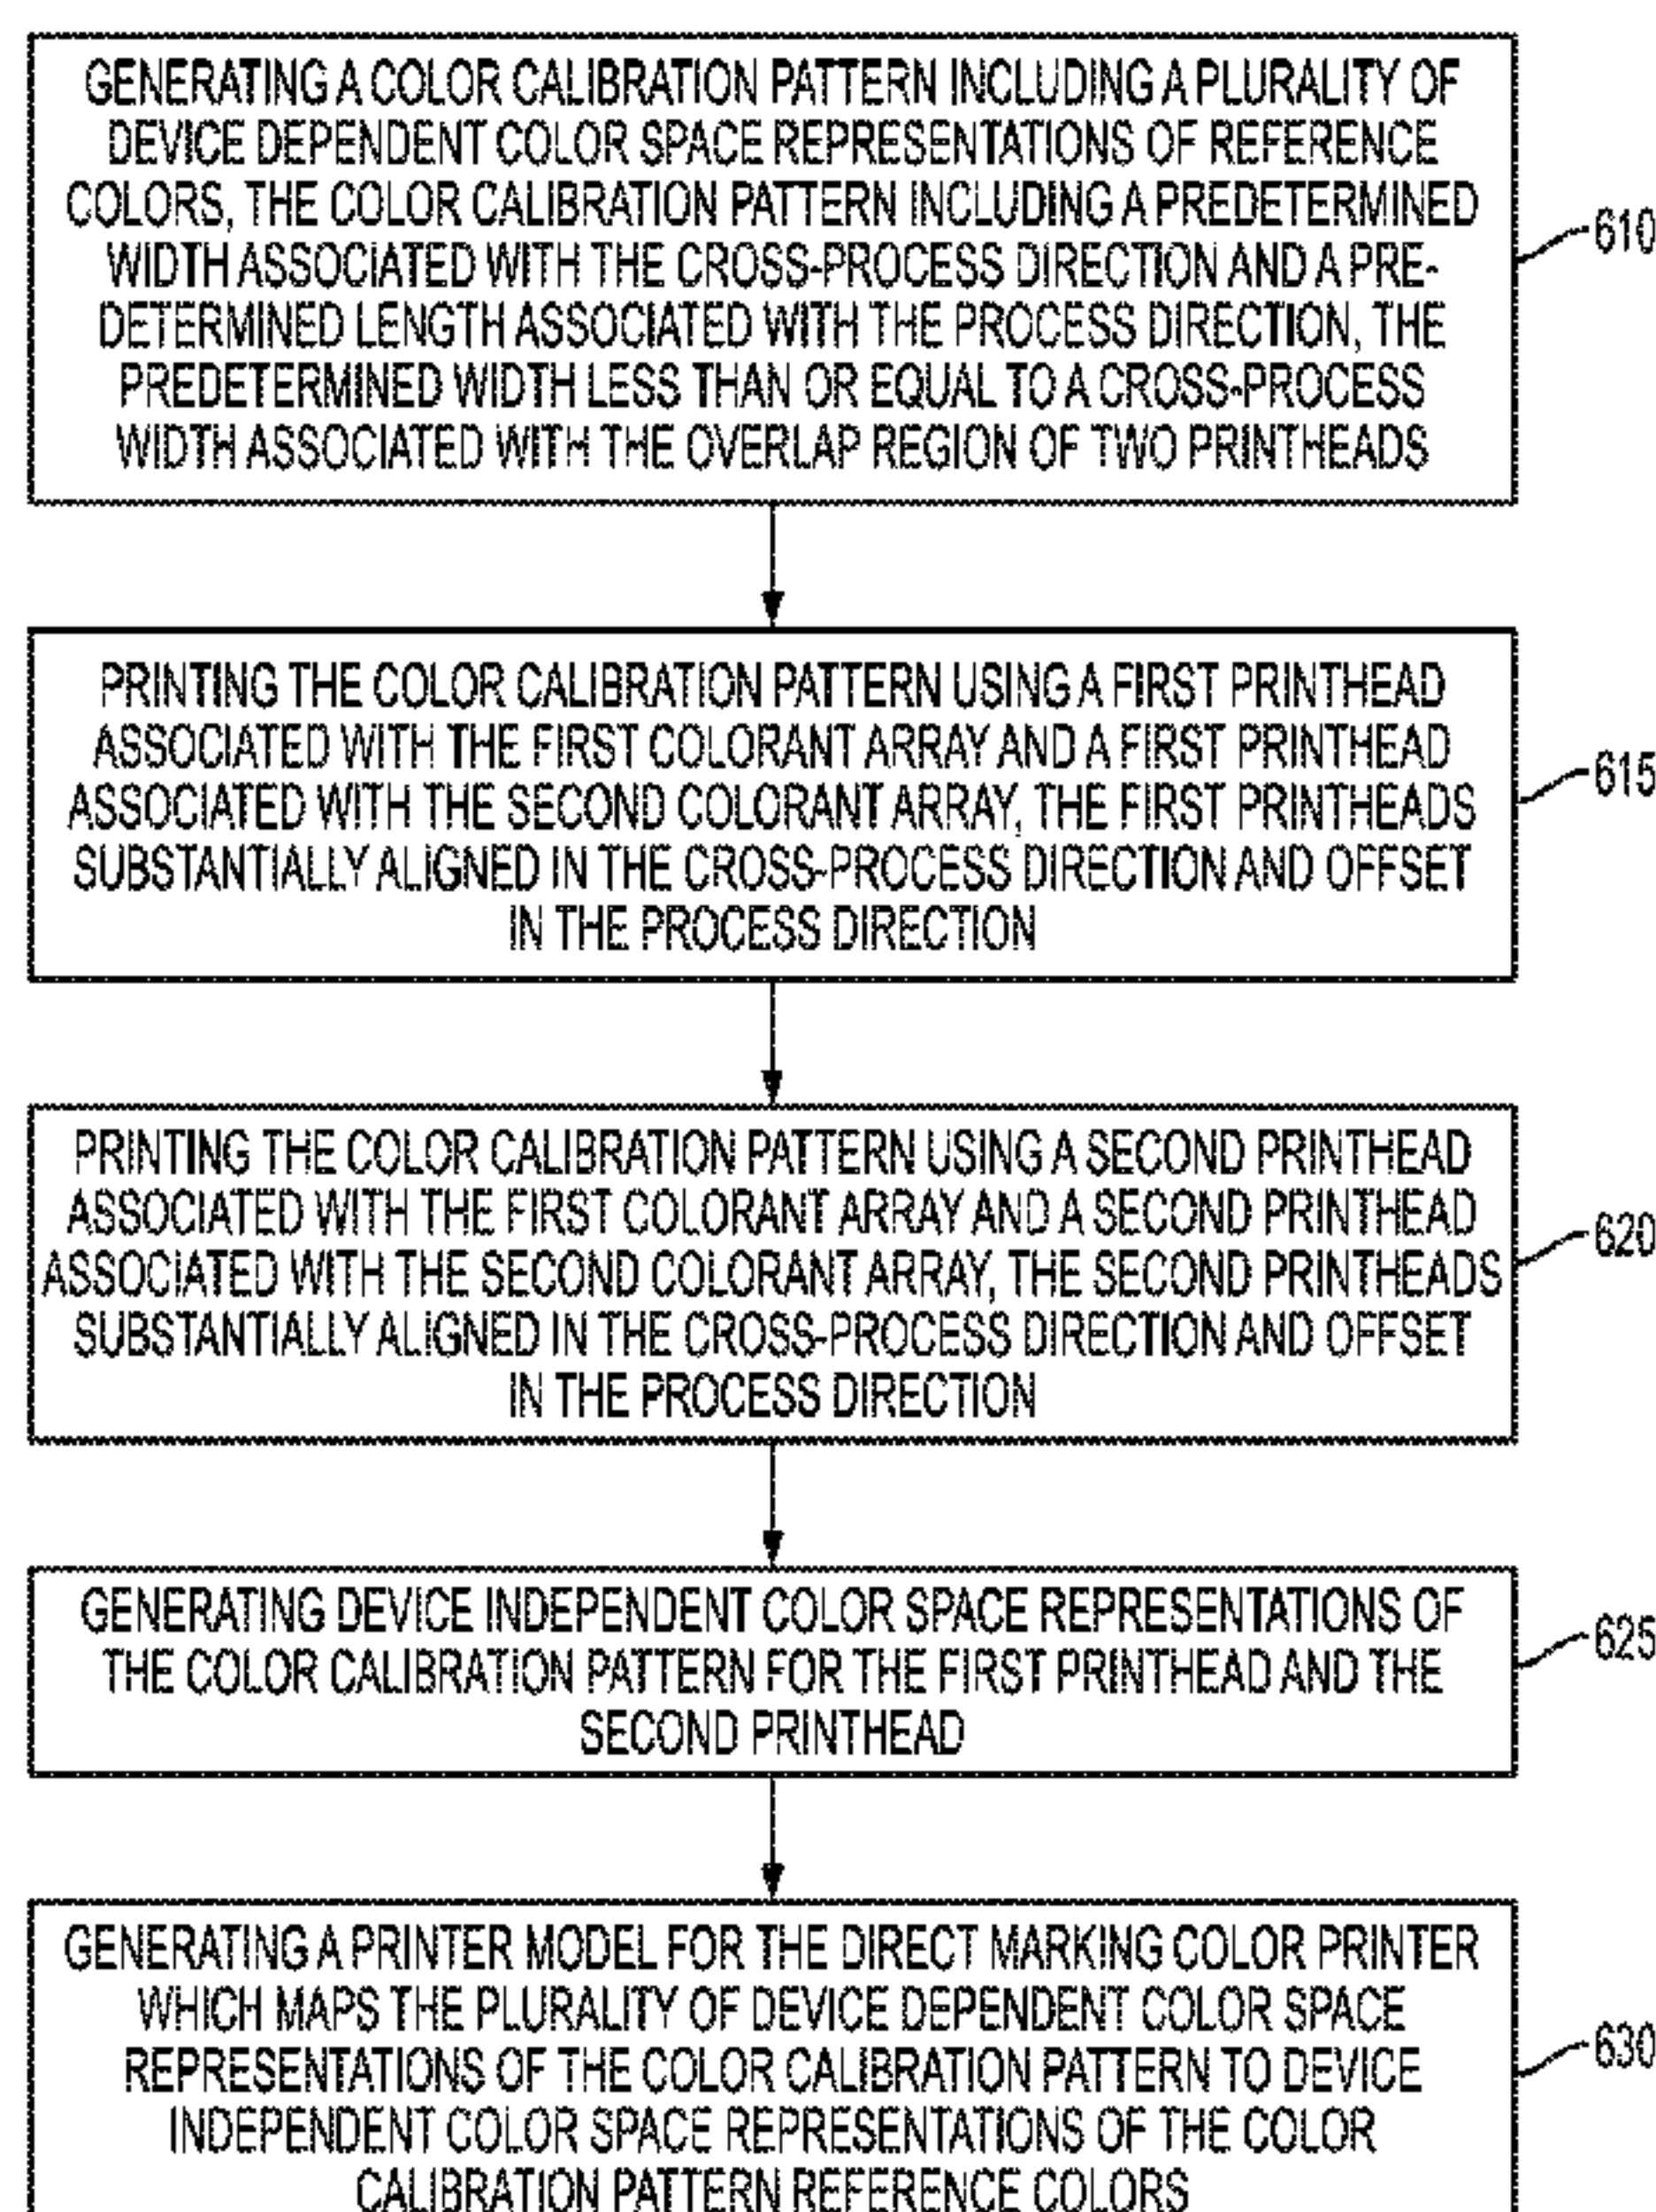 GENERATING A COLOR CALIBRATION PATTERN INCLUDING A PLURALITY OF
DEVICE DEPENDENT COLOR SPACE REPRESENTATIONS OF REFERENCE
COLORS, THE COLOR CALIBRATION PATTERN INCLUDING A PREDETERMINED
WIDTH ASSOCIATED WITH THE CROSS-PROCESS DIRECTION AND A PRE-
DETERMINED LENGTH ASSOCIATED WITH THE PROCESS DIRECTION, THE
PREDETERMINED WIDTH LESS THAN OR EQUAL TO A CROSS-PROCESS
WIDTH ASSOCIATED WITH THE OVERLAP REGION OF TWO PRINTHEADS
610
PRINTING THE COLOR CALIBRATION PATTERN USING A FIRST PRINTHEAD
ASSOCIATED WITH THE FIRST COLORANT ARRAY AND A FIRST PRINTHEAD
ASSOCIATED WITH THE SECOND COLORANT ARRAY, THE FIRST PRINTHEADS
SUBSTANTIALLY ALIGNED IN THE CROSS-PROCESS DIRECTION AND OFFSET
IN THE PROCESS DIRECTION
615
PRINTING THE COLOR CALIBRATION PATTERN USING A SECOND PRINTHEAD
ASSOCIATED WITH THE FIRST COLORANT ARRAY AND A SECOND PRINTHEAD
ASSOCIATED WITH THE SECOND COLORANT ARRAY, THE SECOND PRINTHEADS
SUBSTANTIALLY ALIGNED IN THE CROSS-PROCESS DIRECTION AND OFFSET
IN THE PROCESS DIRECTION
620
GENERATING DEVICE INDEPENDENT COLOR SPACE REPRESENTATIONS OF
THE COLOR CALIBRATION PATTERN FOR THE FIRST PRINTHEAD AND THE
SECOND PRINTHEAD
625
GENERATING A PRINTER MODEL FOR THE DIRECT MARKING COLOR PRINTER
WHICH MAPS THE PLURALITY OF DEVICE DEPENDENT COLOR SPACE
REPRESENTATIONS OF THE COLOR CALIBRATION PATTERN TO DEVICE
INDEPENDENT COLOR SPACE REPRESENTATIONS OF THE COLOR
CALIBRATION PATTERN REFERENCE COLORS
630